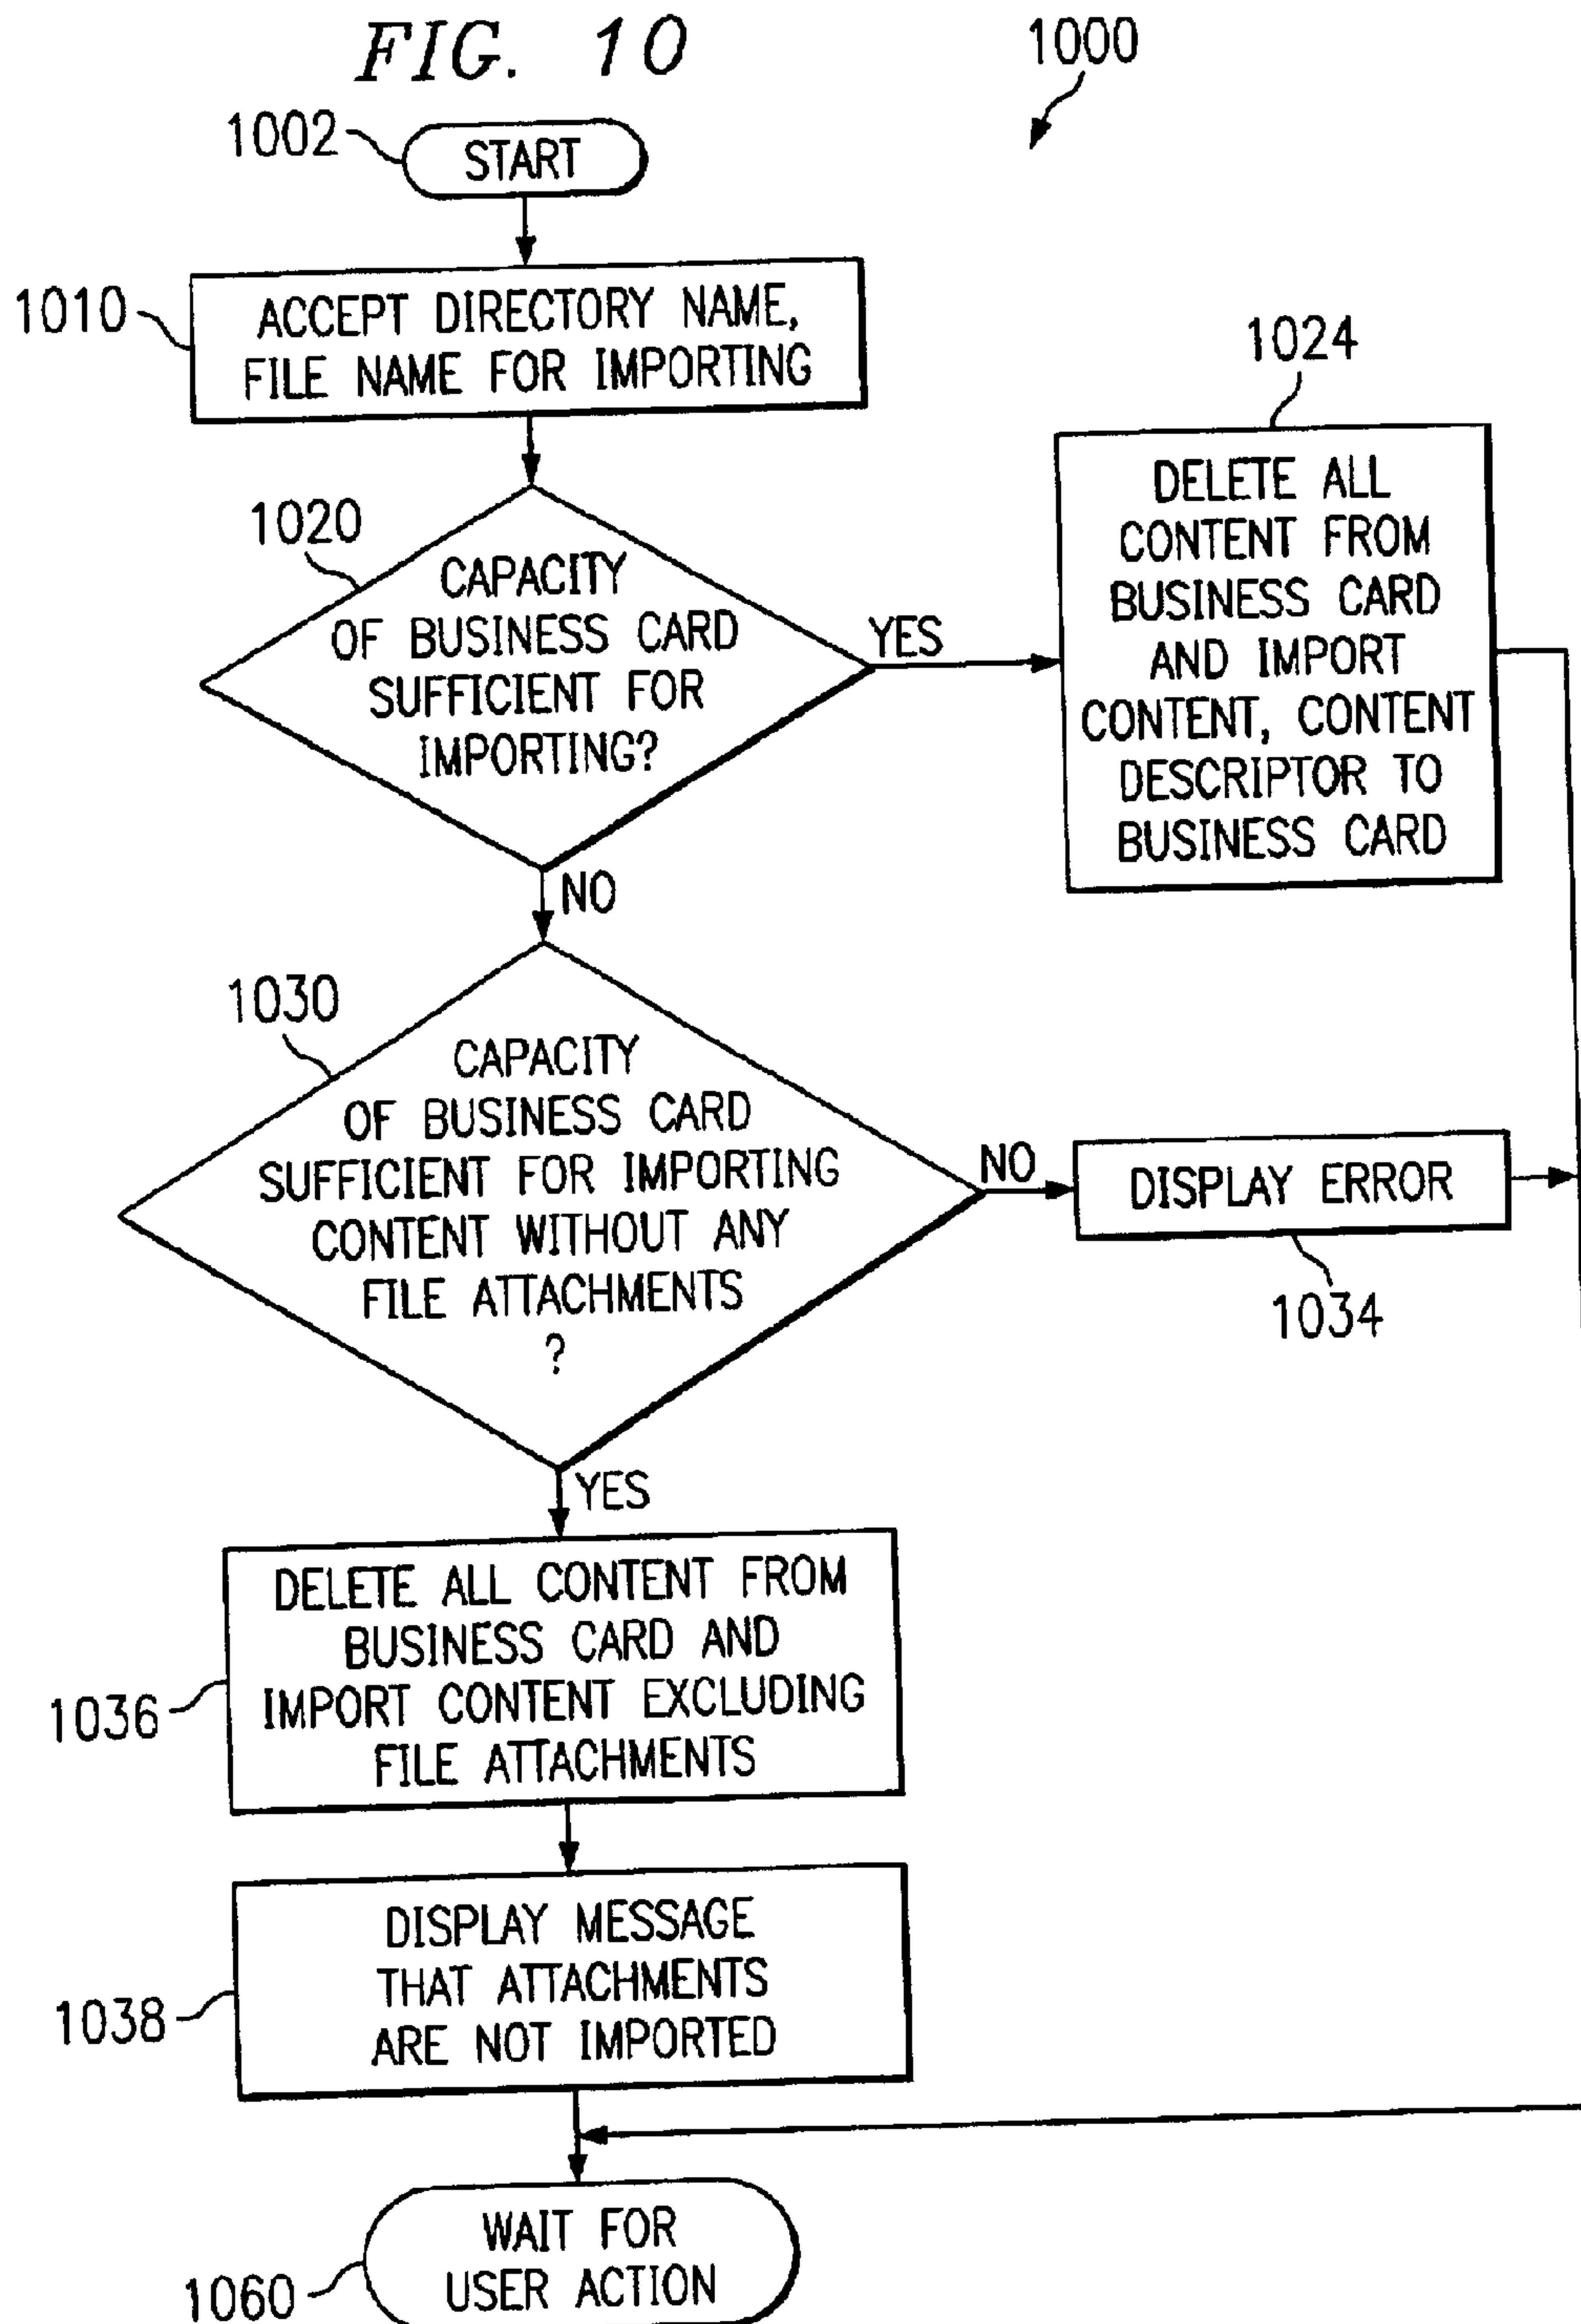 FIG. 10
1000
1002
START
1010
ACCEPT DIRECTORY NAME,
FILE NAME FOR IMPORTING
1020
CAPACITY
OF BUSINESS CARD
SUFFICIENT FOR
IMPORTING?
YES
1024
DELETE ALL
CONTENT FROM
BUSINESS CARD
AND IMPORT
CONTENT, CONTENT
DESCRIPTOR TO
BUSINESS CARD
NO
1030
CAPACITY
OF BUSINESS CARD
SUFFICIENT FOR IMPORTING
CONTENT WITHOUT ANY
FILE ATTACHMENTS
?
NO
DISPLAY ERROR
1034
YES
1036
DELETE ALL CONTENT FROM
BUSINESS CARD AND
IMPORT CONTENT EXCLUDING
FILE ATTACHMENTS
1038
DISPLAY MESSAGE
THAT ATTACHMENTS
ARE NOT IMPORTED
1060
WAIT FOR
USER ACTION